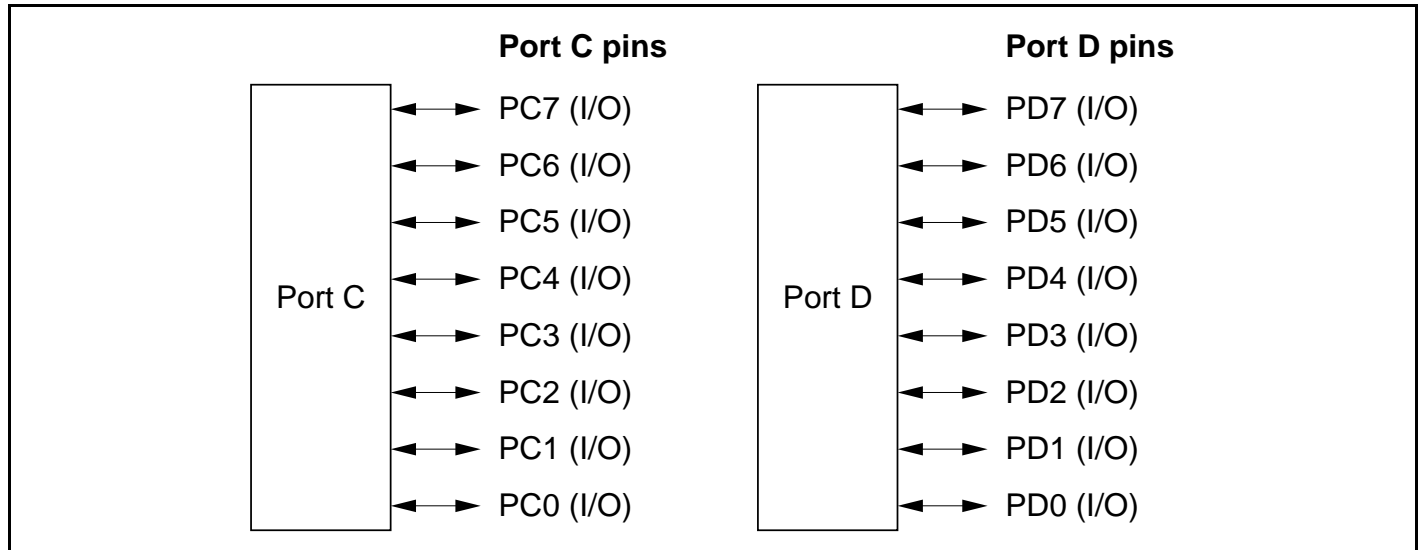 Port C pins
PC7 (I/O)
PC6 (I/O)
PC5 (I/O)
PC4 (I/O)
Port C
PC3 (I/O)
PC2 (I/O)
PC1 (I/O)
PC0 (I/O)
Port D pins
PD7 (I/O)
PD6 (I/O)
PD5 (I/O)
PD4 (I/O)
Port D
PD3 (I/O)
PD2 (I/O)
PD1 (I/O)
PD0 (I/O)